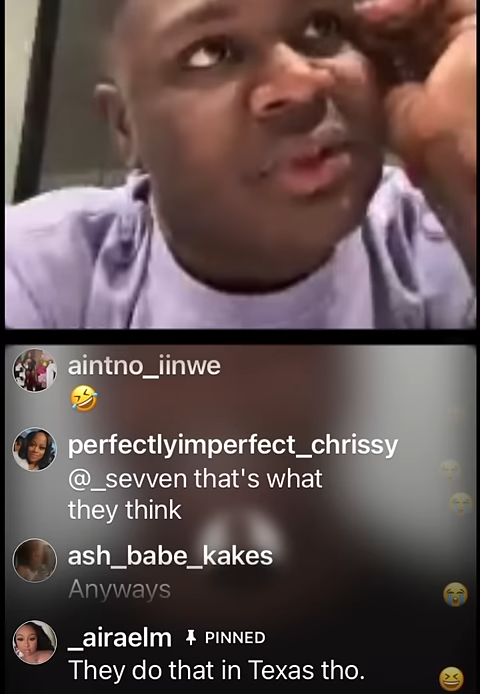 aintno_iinwe
🤣
perfectlyimperfect_chrissy
@_sevven that's what
they think
ash_babe_kakes
Anyways
_airaelm PINNED
They do that in Texas tho.